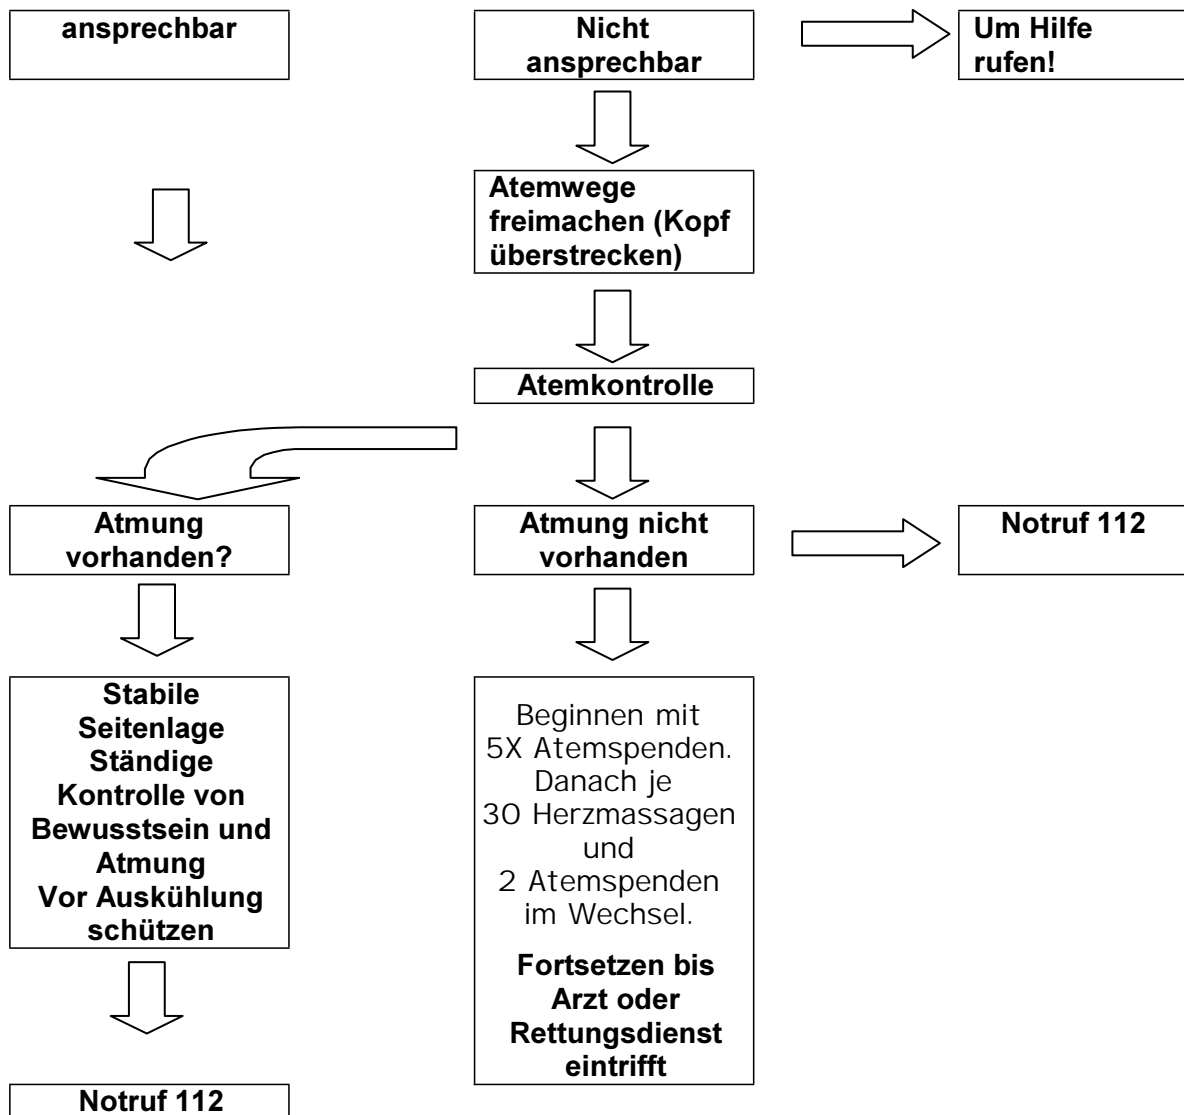 ansprechbar
Nicht
ansprechbar
Um Hilfe
rufen!
Atemwege
freimachen (Kopf
überstrecken)
Atemkontrolle
Atmung
vorhanden?
Atmung nicht
vorhanden
Notruf 112
Stabile
Seitenlage
Ständige
Kontrolle von
Bewusstsein und
Atmung
Vor Auskühlung
schützen
Beginnen mit
5X Atemspenden.
Danach je
30 Herzmassagen
und
2 Atemspenden
im Wechsel.
Fortsetzen bis
Arzt oder
Rettungsdienst
eintrifft
Notruf 112